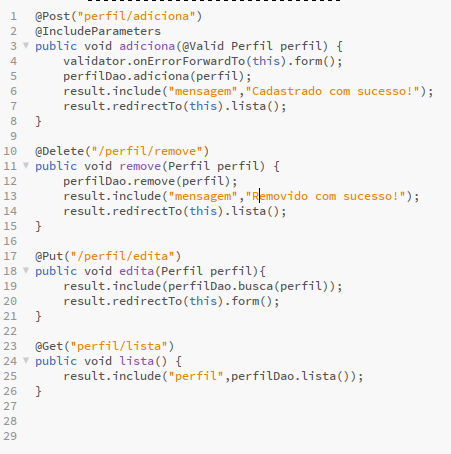 1 @Post("perfil/adiciona")
2 @IncludeParameters
3 public void adiciona(@Valid Perfil perfil) {
4 validator.onErrorForwardTo(this).form();
5 perfilDao.adiciona(perfil);
6 result.include("mensagem","Cadastrado com sucesso!");
7 result.redirectTo(this).lista();
8 }
9
10 @Delete("/perfil/remove")
11 public void remove(Perfil perfil) {
12 perfilDao.remove(perfil);
13 result.include("mensagem","Removido com sucesso!");
14 result.redirectTo(this).lista();
15 }
16
17 @Put("/perfil/edita")
18 public void edita(Perfil perfil){
19 result.include(perfilDao.busca(perfil));
20 result.redirectTo(this).form();
21 }
22
23 @Get("perfil/lista")
24 public void lista() {
25 result.include("perfil",perfilDao.lista());
26 }
27
28
29